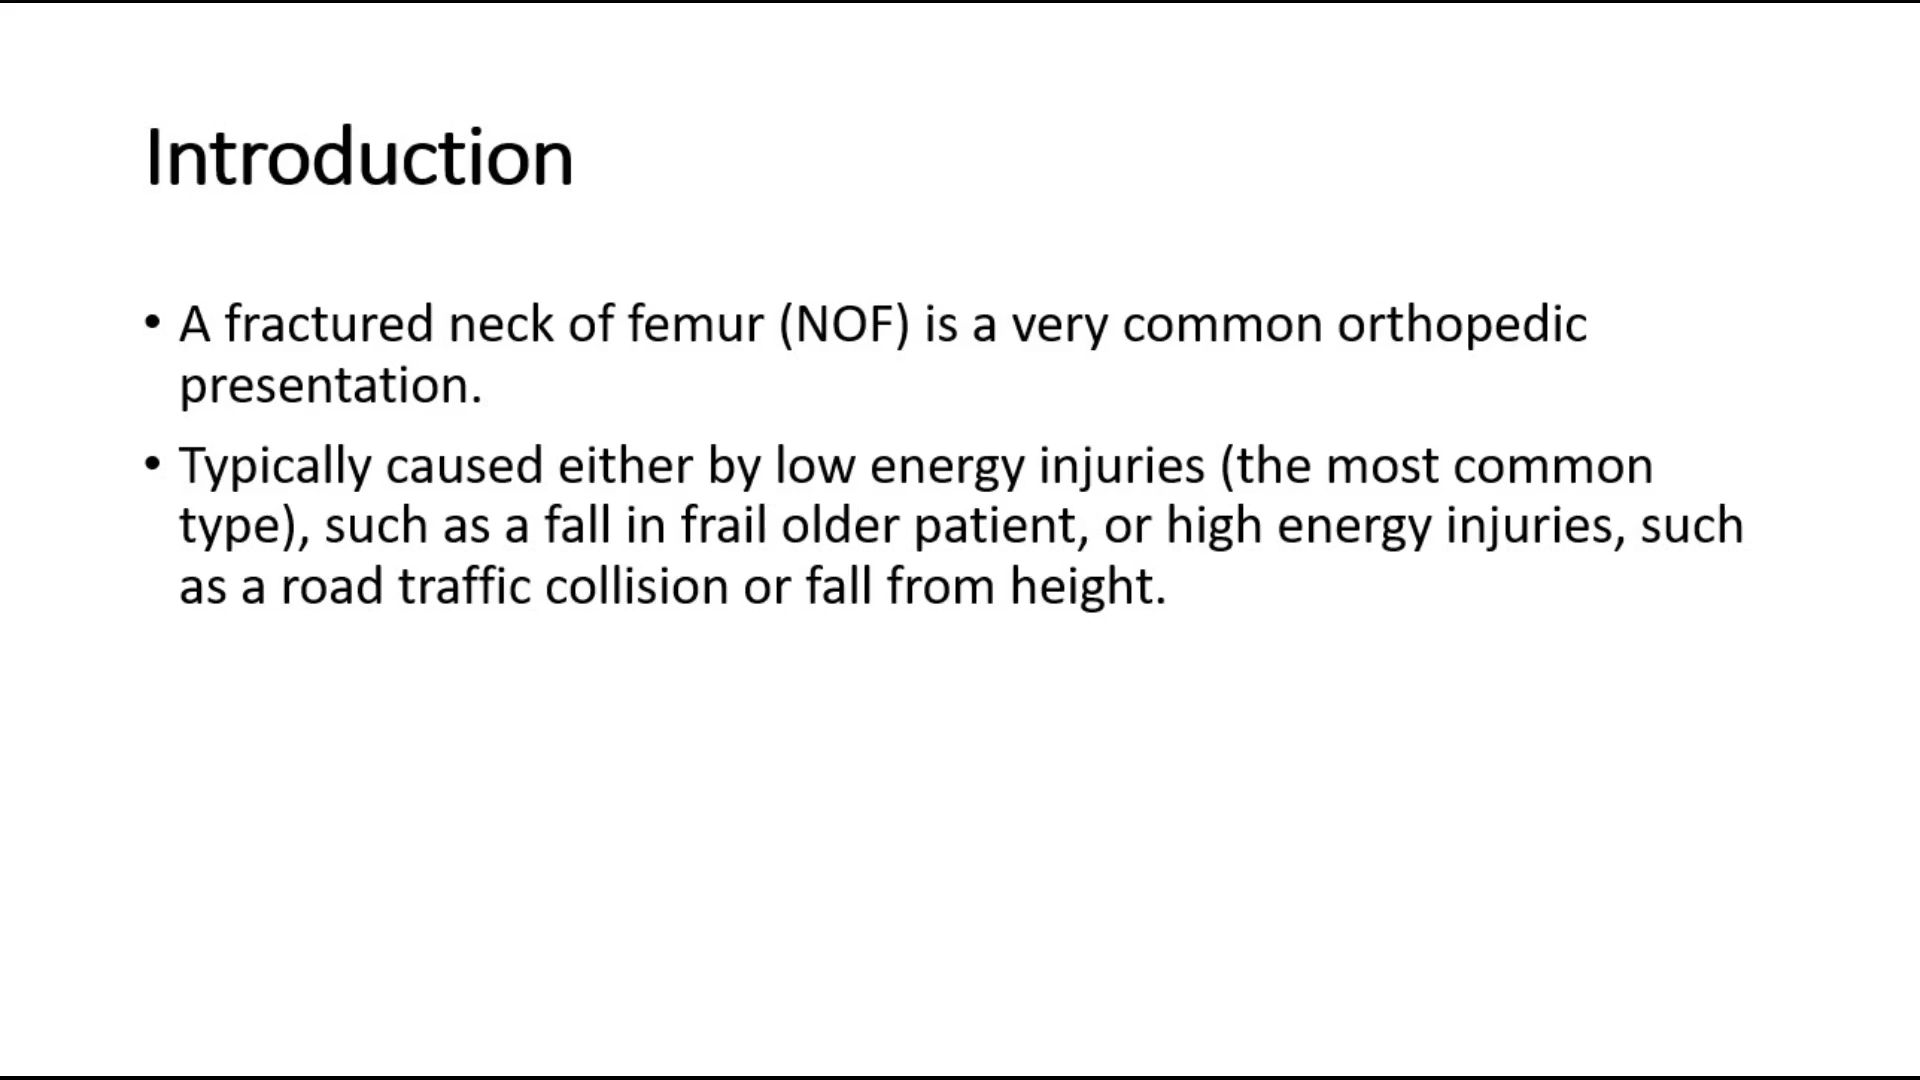 Introduction
• A fractured neck of femur (NOF) is a very common orthopedic
presentation.
• Typically caused either by low energy injuries (the most common
type), such as a fall in frail older patient, or high energy injuries, such
as a road traffic collision or fall from height.